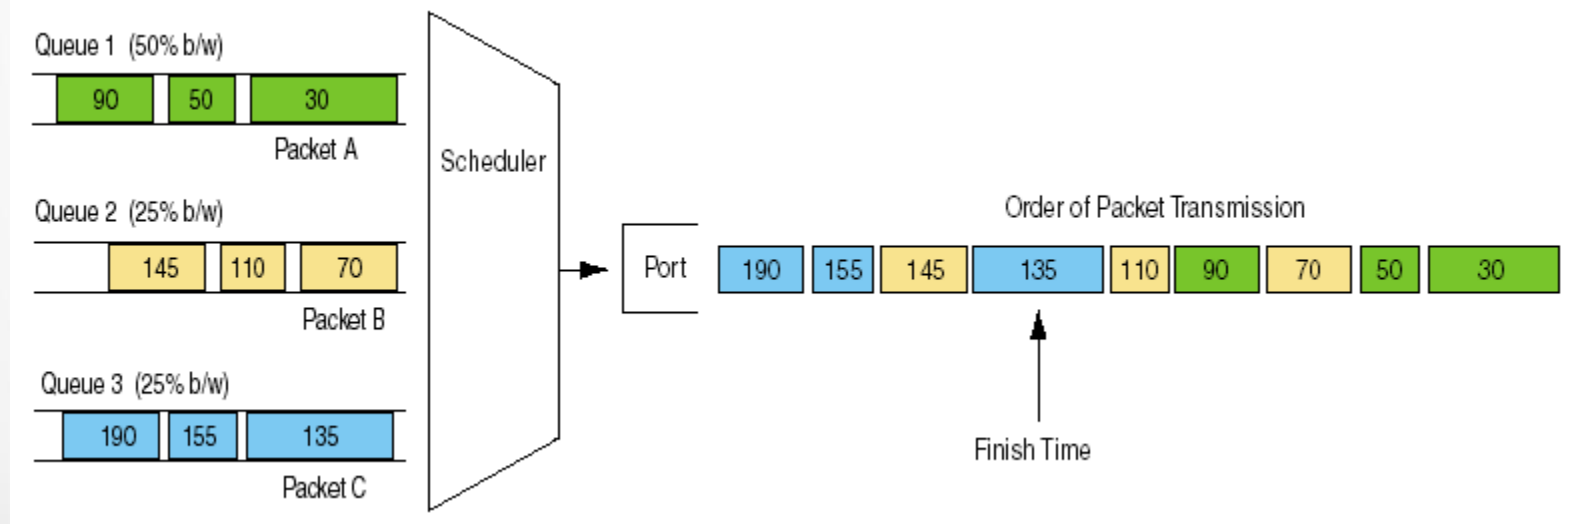 Queue 1 (50% b/w)
90 50 30
Packet A
Queue 2 (25% b/w)
145 110 70
Packet B
Queue 3 (25% b/w)
190 155 135
Packet C
Scheduler
Port
Order of Packet Transmission
190 155 145 135 110 90 70 50 30
Finish Time